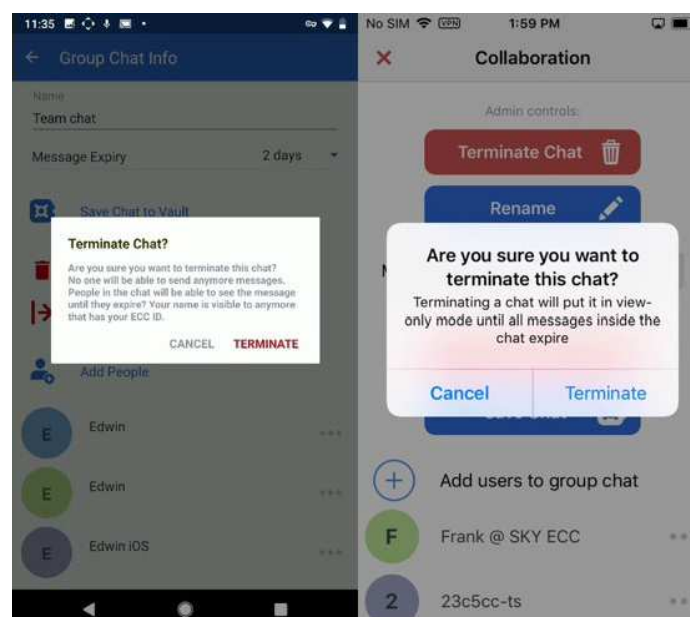 11:35
Group Chat Info
Name
Team chat
Message Expiry 2 days
Save Chat to Vault
Terminate Chat?
Are you sure you want to terminate this chat?
No one will be able to send anymore messages.
People in the chat will be able to see the message
until they expire? Your name is visible to anymore
that has your ECC ID.
CANCEL TERMINATE
Add People
E Edwin
E Edwin
E Edwin iOS
No SIM VPN 1:59 PM
Collaboration
Admin controls:
Terminate Chat
Rename
Are you sure you want to
terminate this chat?
Terminating a chat will put it in view-
only mode until all messages inside the
chat expire
Cancel Terminate
Add users to group chat
F Frank @ SKY ECC
2 23c5cc-ts